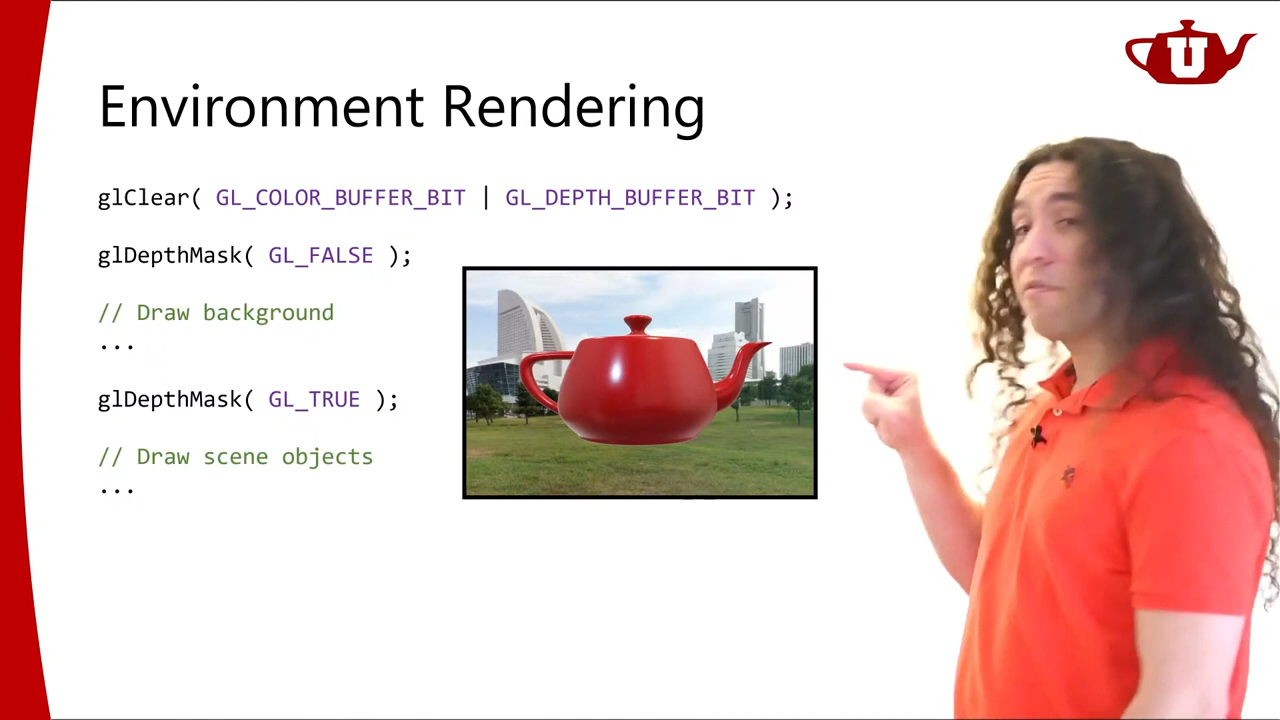 U
Environment Rendering
glClear( GL_COLOR_BUFFER_BIT | GL_DEPTH_BUFFER_BIT );
glDepthMask( GL_FALSE );
// Draw background
...
glDepthMask( GL_TRUE );
// Draw scene objects
...